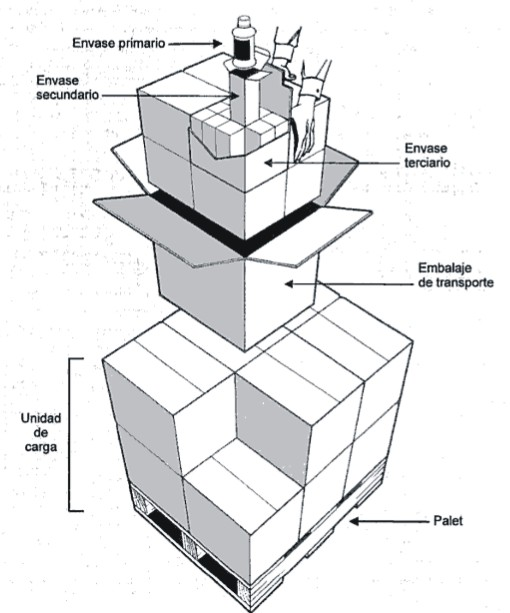 Envase primario
Envase
secundario
Envase
terciario
Embalaje
de transporte
Unidad
de
carga
Palet